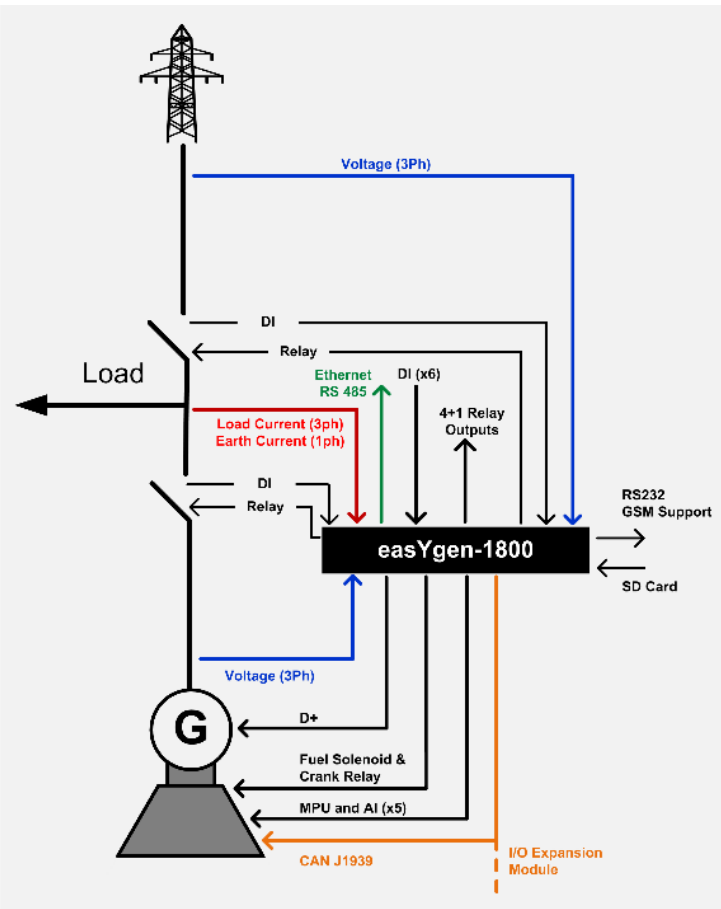 Voltage (3Ph)
DI
Relay
Load
Ethernet
RS 485
DI (x6)
4+1 Relay
Outputs
Load Current (3ph)
Earth Current (1ph)
DI
Relay
RS232
GSM Support
easYgen-1800
SD Card
Voltage (3Ph)
G
D+
Fuel Solenoid &
Crank Relay
MPU and AI (x5)
CAN J1939
I/O Expansion
Module